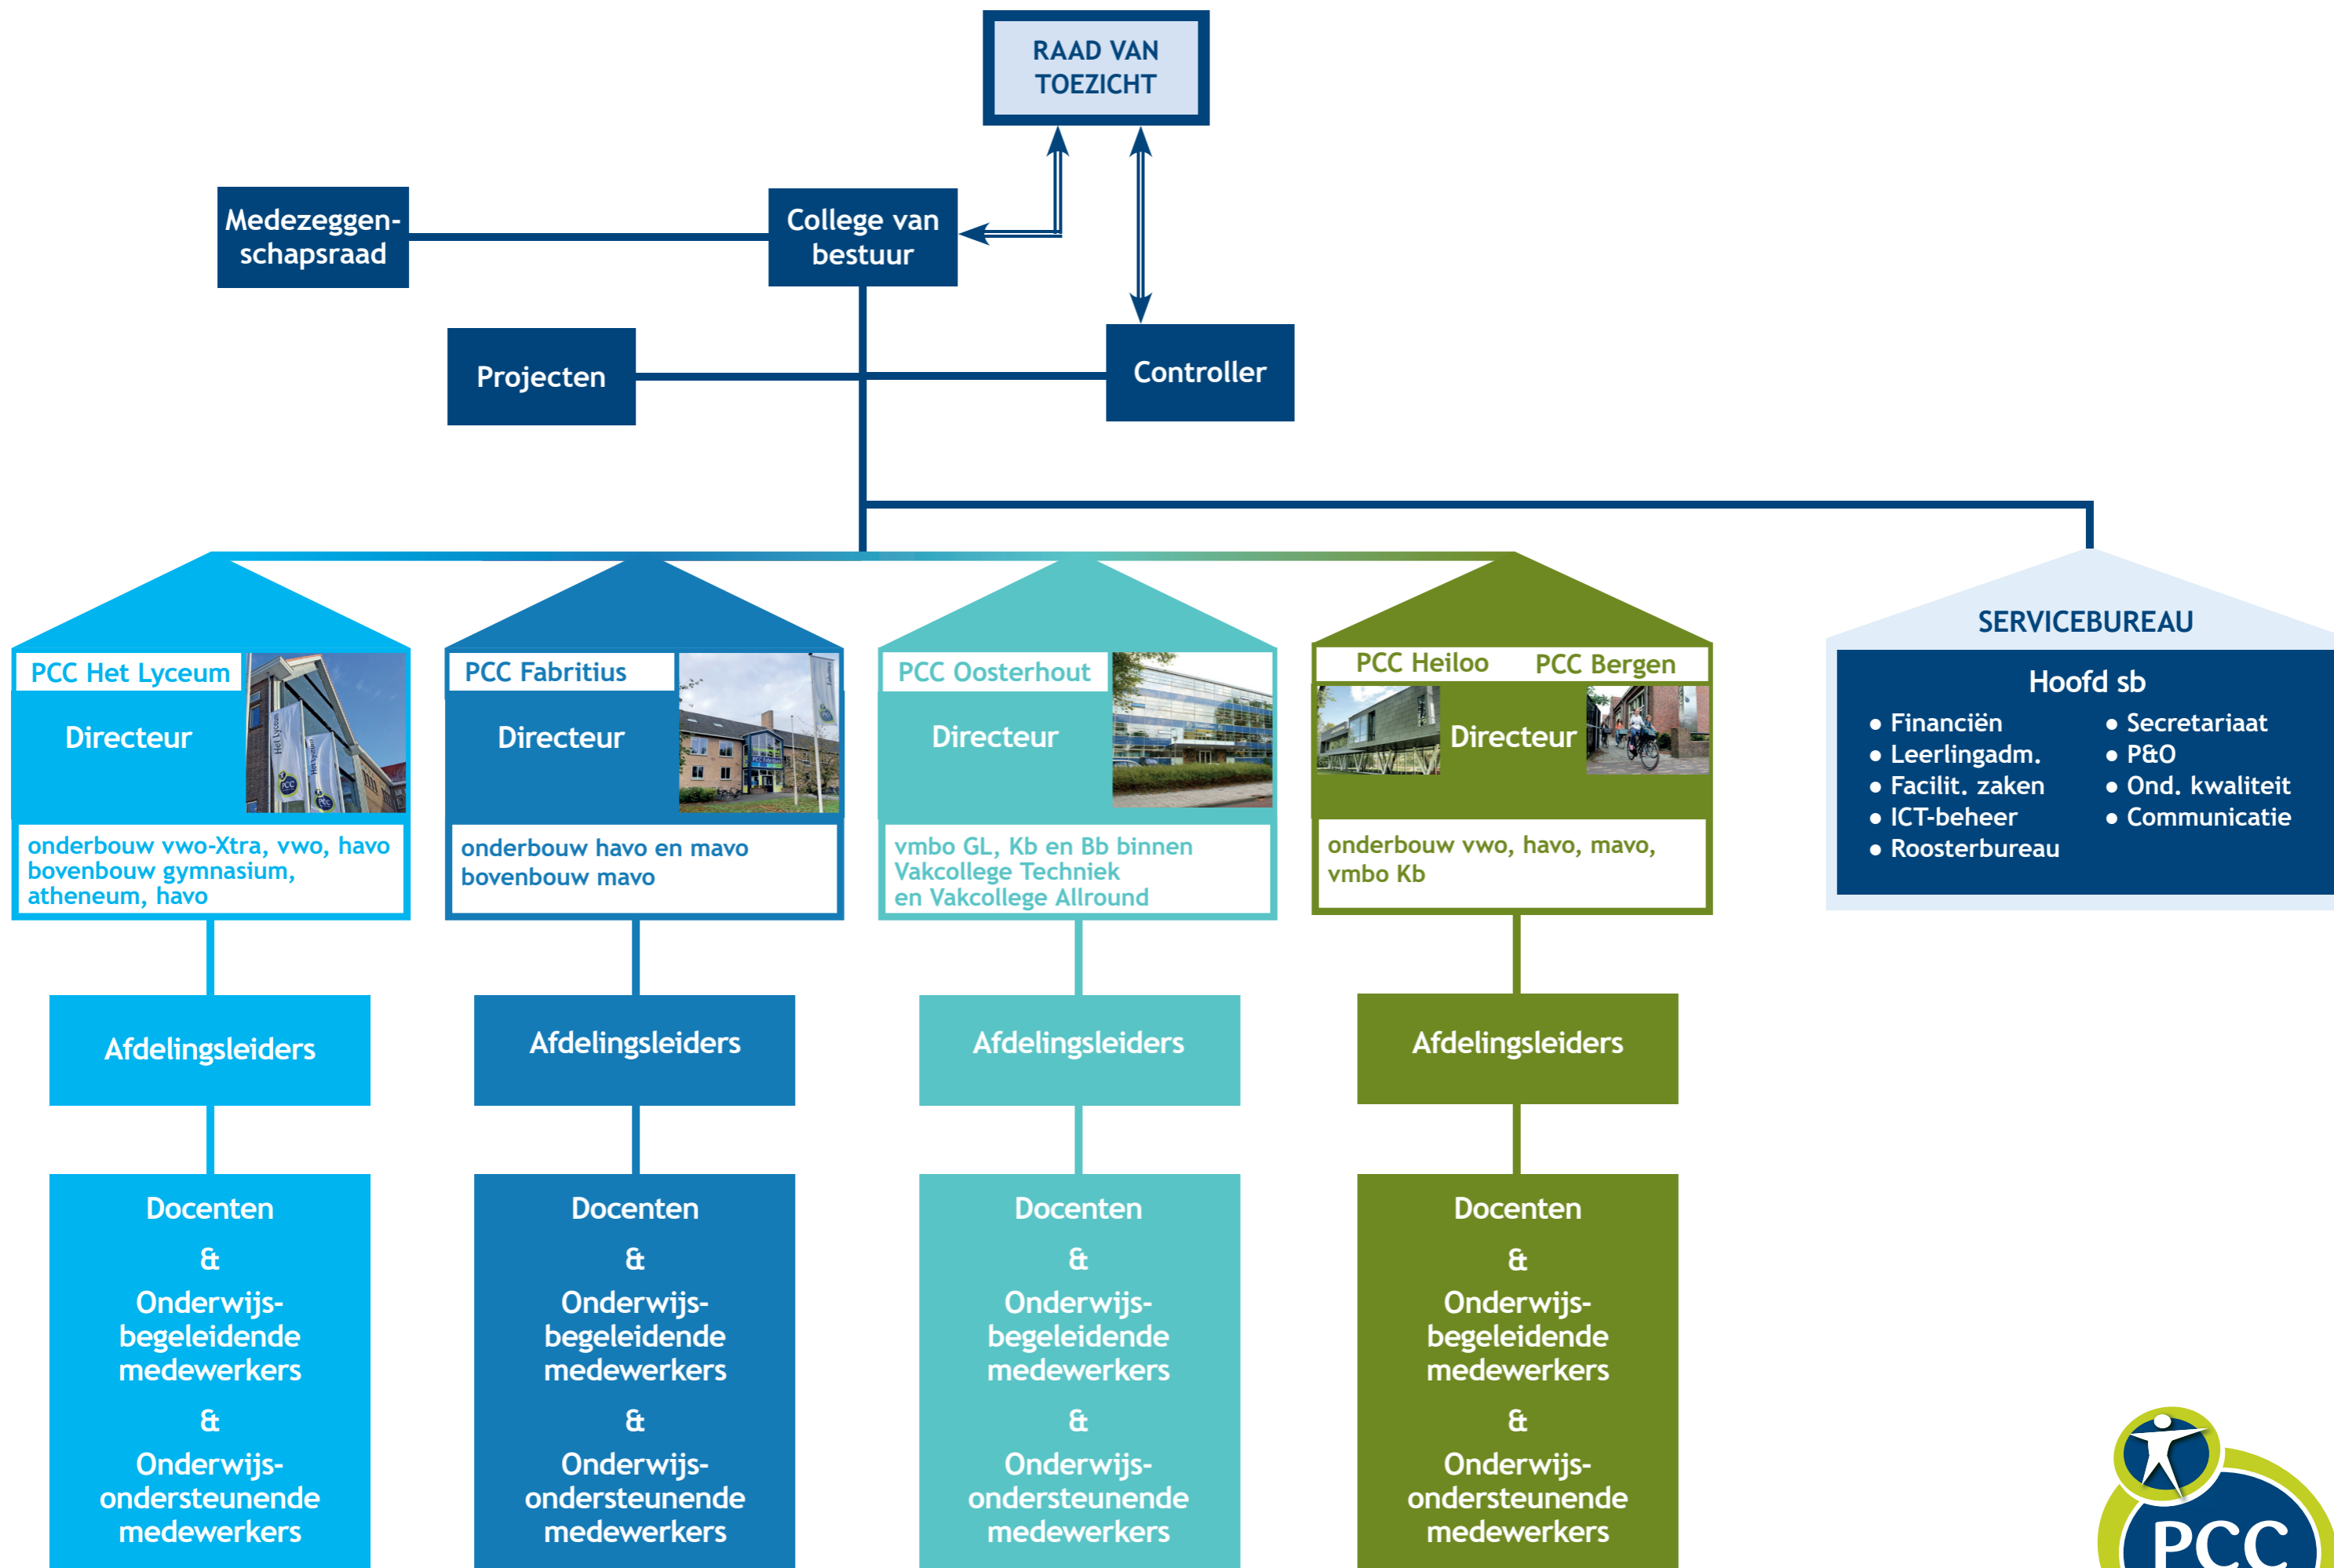 RAAD VAN
TOEZICHT
Medezeggen-
schapsraad
College van
bestuur
Projecten
Controller
PCC Het Lyceum
Directeur
Het Lyceum
PCC
onderbouw vwo-Xtra, vwo, havo
bovenbouw gymnasium,
atheneum, havo
PCC Fabritius
Directeur
PCC Fabritius
onderbouw havo en mavo
bovenbouw mavo
PCC Oosterhout
Directeur
vmbo GL, Kb en Bb binnen
Vakcollege Techniek
en Vakcollege Allround
PCC Heiloo
PCC Bergen
Directeur
onderbouw vwo, havo, mavo,
vmbo Kb
SERVICEBUREAU
Hoofd sb
● Financiën
● Leerlingadm.
● Facilit. zaken
● ICT-beheer
● Roosterbureau
● Secretariaat
● P&O
● Ond. kwaliteit
● Communicatie
Afdelingsleiders
Afdelingsleiders
Afdelingsleiders
Afdelingsleiders
Docenten
&
Onderwijs-
begeleidende
medewerkers
&
Onderwijs-
ondersteunende
medewerkers
Docenten
&
Onderwijs-
begeleidende
medewerkers
&
Onderwijs-
ondersteunende
medewerkers
Docenten
&
Onderwijs-
begeleidende
medewerkers
&
Onderwijs-
ondersteunende
medewerkers
Docenten
&
Onderwijs-
begeleidende
medewerkers
&
Onderwijs-
ondersteunende
medewerkers
PCC